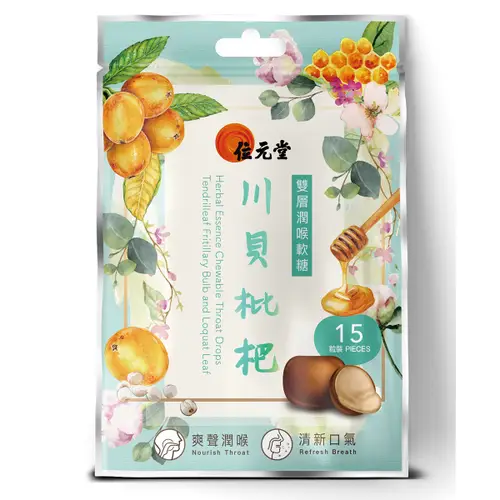 位元堂
雙層潤喉軟糖
川貝枇杷
Herbal Essence Chewable Throat Drops
Tendrilleaf Fritillary Bulb and Loquat Leaf
15
粒裝 PIECES
爽聲潤喉
Nourish Throat
清新口氣
Refresh Breath